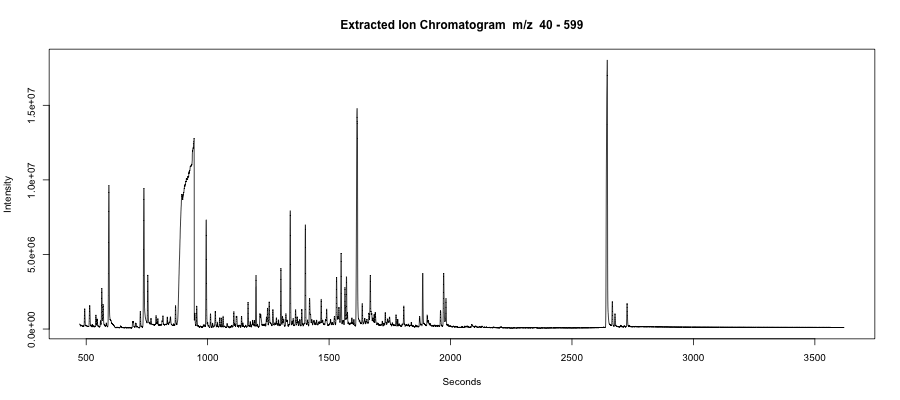 Extracted Ion Chromatogram  m/z  40 - 599
Intensity
0.0e+00
5.0e+06
1.0e+07
1.5e+07
500
1000
1500
2000
2500
3000
3500
Seconds